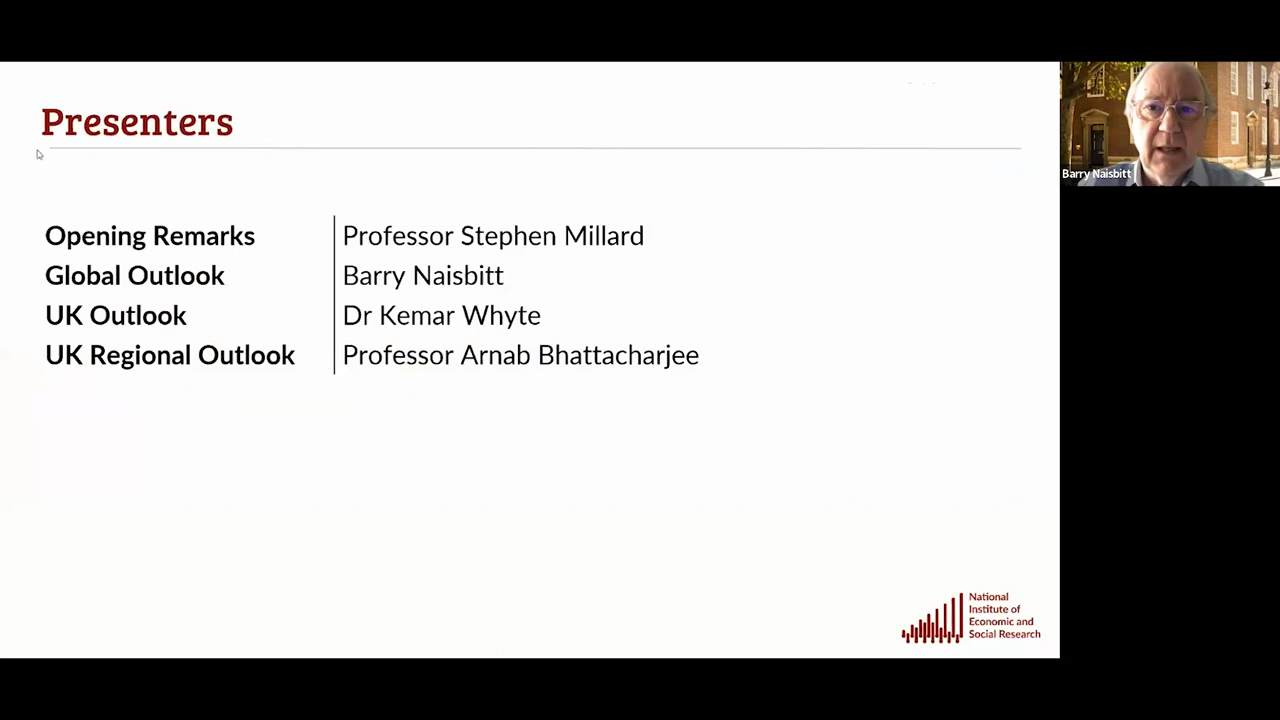 Presenters
Opening Remarks Professor Stephen Millard
Global Outlook Barry Naisbitt
UK Outlook Dr Kemar Whyte
UK Regional Outlook Professor Arnab Bhattacharjee
National
Institute of
Economic and
Social Research
Barry Naisbitt